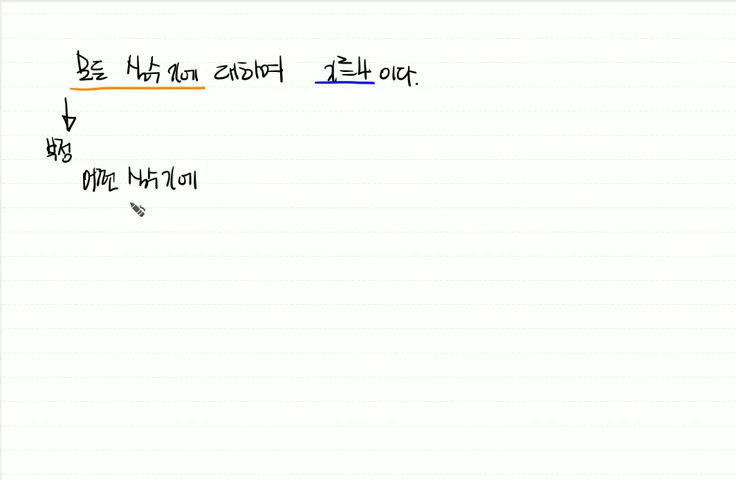 모든 실수 x에 대하여 x²=4 이다.
부정
어떤 실수 x에